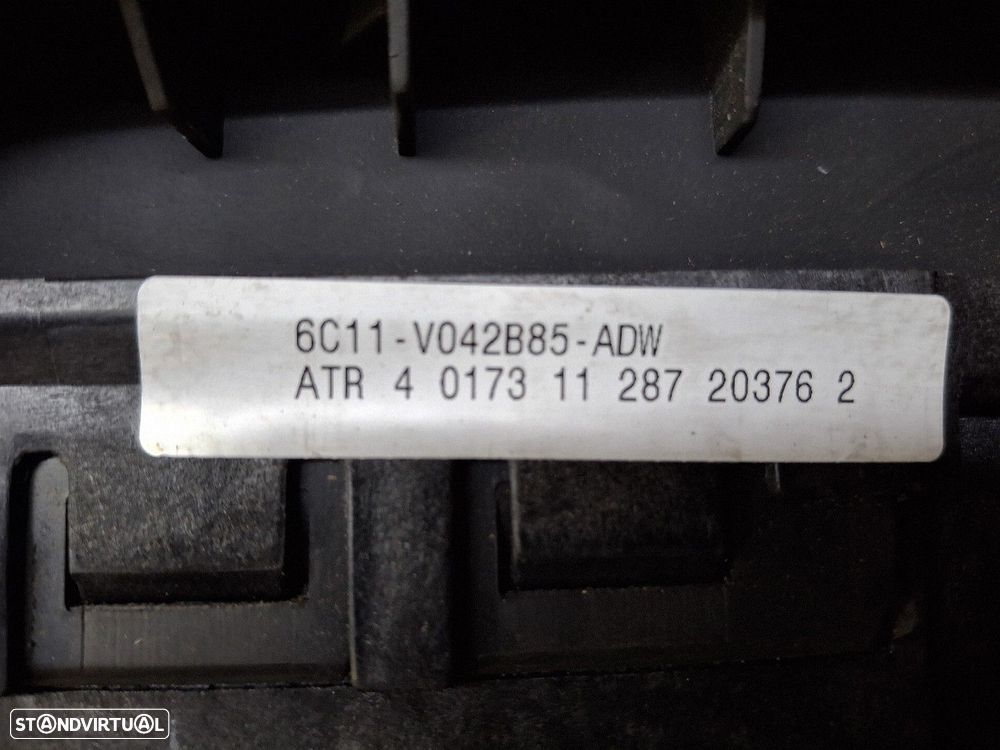 6C11-V042B85-ADW
ATR 4 0173 11 287 20376 2
STANDVIRTUAL